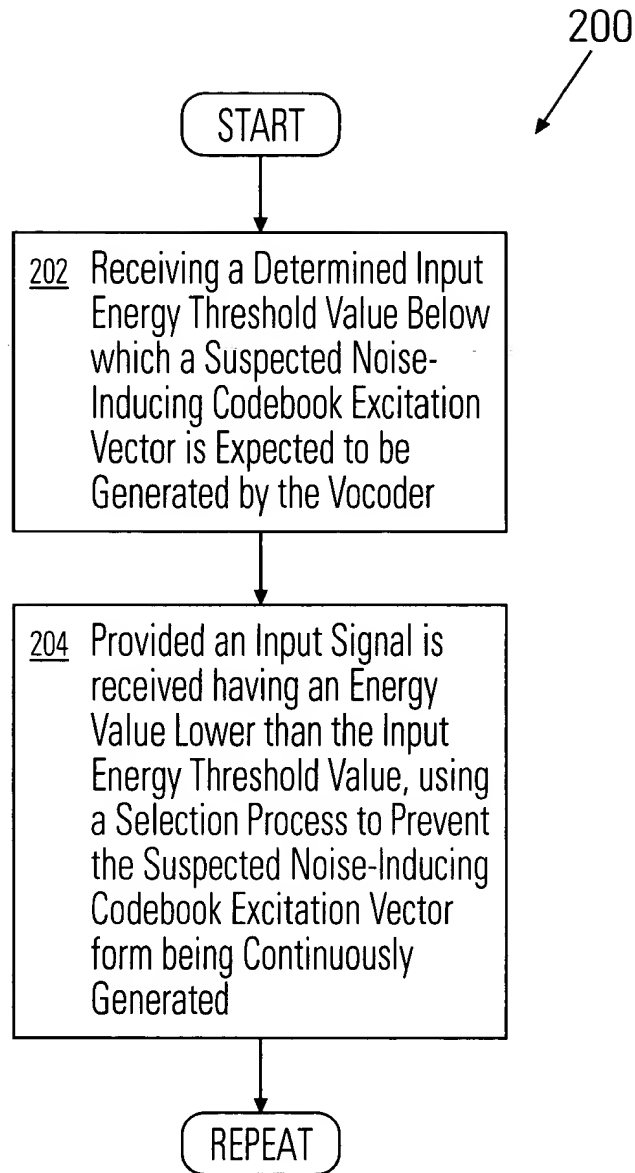 200
START
202 Receiving a Determined Input
Energy Threshold Value Below
which a Suspected Noise-
Inducing Codebook Excitation
Vector is Expected to be
Generated by the Vocoder
204 Provided an Input Signal is
received having an Energy
Value Lower than the Input
Energy Threshold Value, using
a Selection Process to Prevent
the Suspected Noise-Inducing
Codebook Excitation Vector
form being Continuously
Generated
REPEAT